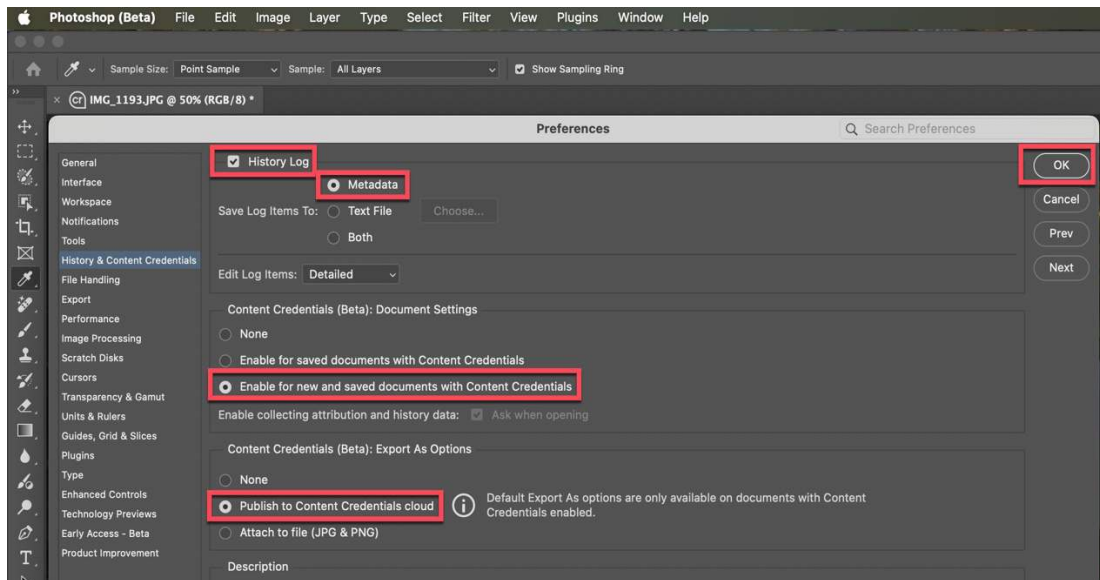 Photoshop (Beta) File Edit Image Layer Type Select Filter View Plugins Window Help
Sample Size: Point Sample Sample: All Layers Show Sampling Ring
» × cr IMG_1193.JPG @ 50% (RGB/8) *
Preferences
Search Preferences
General
Interface
Workspace
Notifications
Tools
History & Content Credentials
File Handling
Export
Performance
Image Processing
Scratch Disks
Cursors
Transparency & Gamut
Units & Rulers
Guides, Grid & Slices
Plugins
Type
Enhanced Controls
Technology Previews
Early Access - Beta
Product Improvement
History Log
Metadata
Save Log Items To: Text File Choose...
Both
Edit Log Items: Detailed
Content Credentials (Beta): Document Settings
None
Enable for saved documents with Content Credentials
Enable for new and saved documents with Content Credentials
Enable collecting attribution and history data: Ask when opening
Content Credentials (Beta): Export As Options
None
Publish to Content Credentials cloud
Default Export As options are only available on documents with Content
Credentials enabled.
Attach to file (JPG & PNG)
Description
OK
Cancel
Prev
Next
T